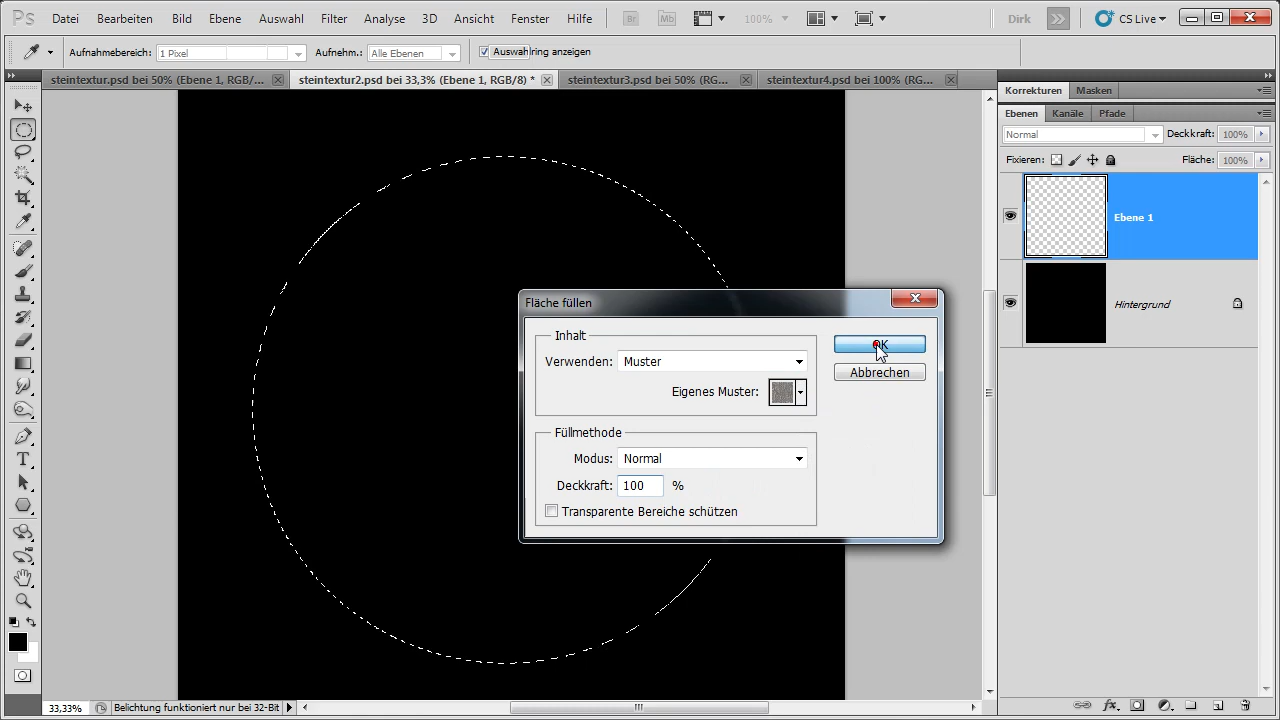 Ps Datei Bearbeiten Bild Ebene Auswahl Filter Analyse 3D Ansicht Fenster Hilfe Br Mb 100% Dirk CS Live
Aufnahmebereich: 1 Pixel Aufnehm.: Alle Ebenen Auswahlring anzeigen
steintextur.psd bei 50% (Ebene 1, RGB/... steintextur2.psd bei 33,3% (Ebene 1, RGB/8) * steintextur3.psd bei 50% (RG... steintextur4.psd bei 100% (RG...
Korrekturen Masken
Ebenen Kanäle Pfade
Normal Deckkraft: 100%
Fixieren: Fläche: 100%
Ebene 1
Hintergrund
Fläche füllen
Inhalt
Verwenden: Muster
Eigenes Muster:
OK
Abbrechen
Füllmethode
Modus: Normal
Deckkraft: 100 %
Transparente Bereiche schützen
T
33,33% Belichtung funktioniert nur bei 32-Bit
fx